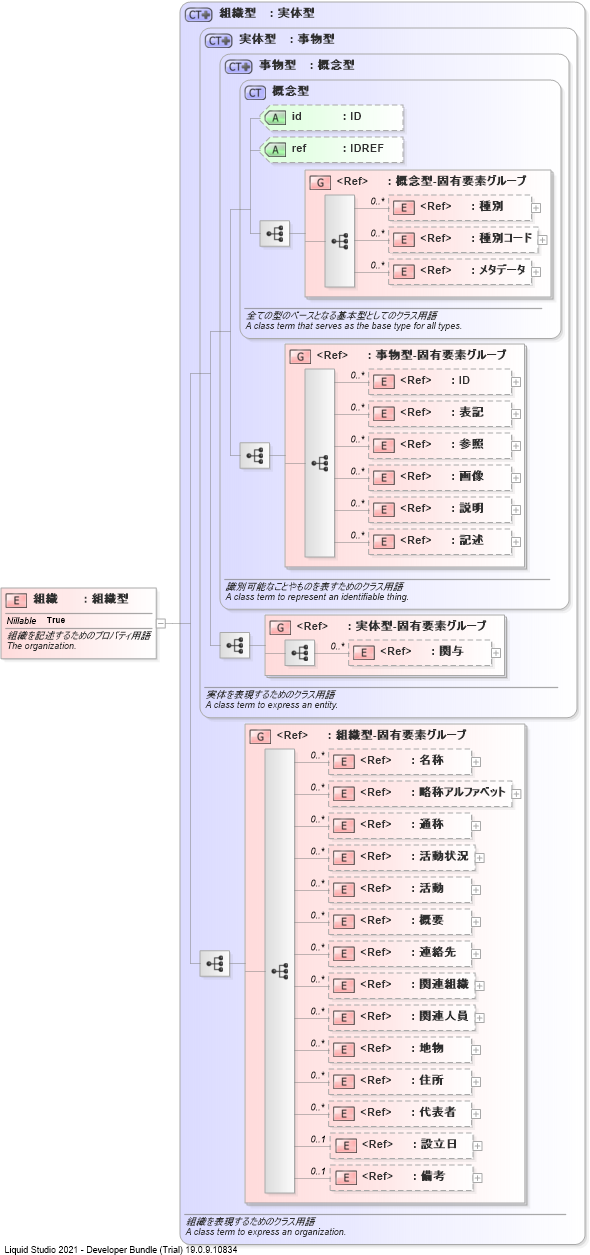 CT 組織型 : 実体型
CT 実体型 : 事物型
CT 事物型 : 概念型
CT 概念型
A id : ID
A ref : IDREF
G <Ref> : 概念型-固有要素グループ
0..* E <Ref> : 種別
0..* E <Ref> : 種別コード
0..* E <Ref> : メタデータ
全ての型のベースとなる基本型としてのクラス用語
A class term that serves as the base type for all types.
G <Ref> : 事物型-固有要素グループ
0..* E <Ref> : ID
0..* E <Ref> : 表記
0..* E <Ref> : 参照
0..* E <Ref> : 画像
0..* E <Ref> : 説明
0..* E <Ref> : 記述
識別可能なことやものを表すためのクラス用語
A class term to represent an identifiable thing.
E 組織 : 組織型
Nillable True
組織を記述するためのプロパティ用語
The organization.
G <Ref> : 実体型-固有要素グループ
0..* E <Ref> : 関与
実体を表現するためのクラス用語
A class term to express an entity.
G <Ref> : 組織型-固有要素グループ
0..* E <Ref> : 名称
0..* E <Ref> : 略称アルファベット
0..* E <Ref> : 通称
0..* E <Ref> : 活動状況
0..* E <Ref> : 活動
0..* E <Ref> : 概要
0..* E <Ref> : 連絡先
0..* E <Ref> : 関連組織
0..* E <Ref> : 関連人員
0..* E <Ref> : 地物
0..* E <Ref> : 住所
0..* E <Ref> : 代表者
0..1 E <Ref> : 設立日
0..1 E <Ref> : 備考
組織を表現するためのクラス用語
A class term to express an organization.
Liquid Studio 2021 - Developer Bundle (Trial) 19.0.9.10834